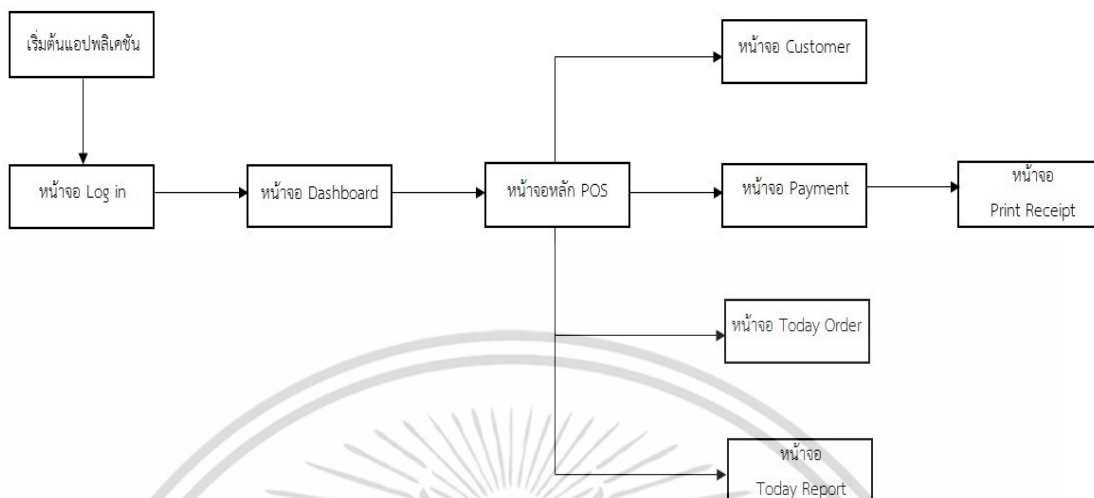 เริ่มต้นแอปพลิเคชัน
หน้าจอ Customer
หน้าจอ Log in
หน้าจอ Dashboard
หน้าจอหลัก POS
หน้าจอ Payment
หน้าจอ
Print Receipt
หน้าจอ Today Order
หน้าจอ
Today Report